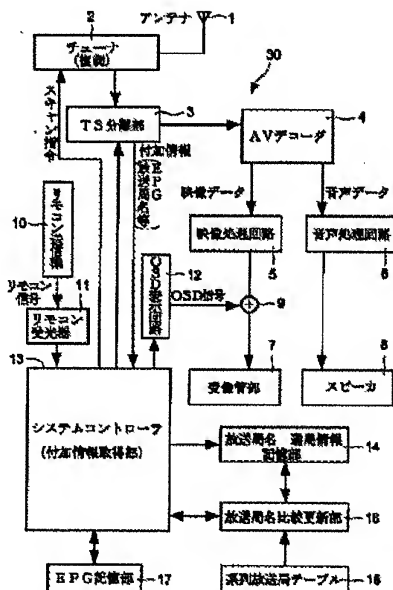 アンテナ
1
2
チューナ
(復調)
30
スキャン指令
3
TS分離部
4
AVデコーダ
付加情報
(EPG
放送局名等)
映像データ
音声データ
10
リモコン送信器
映像処理回路
音声処理回路
5
6
12
リモコン
信号
11
リモコン
受光器
OSD信号
9
7
8
受像管部
スピーカ
13
システムコントローラ
(付加情報取得部)
放送局名 選局情報
記憶部
14
放送局名比較更新部
16
EPG記憶部
17
系列放送局テーブル
15